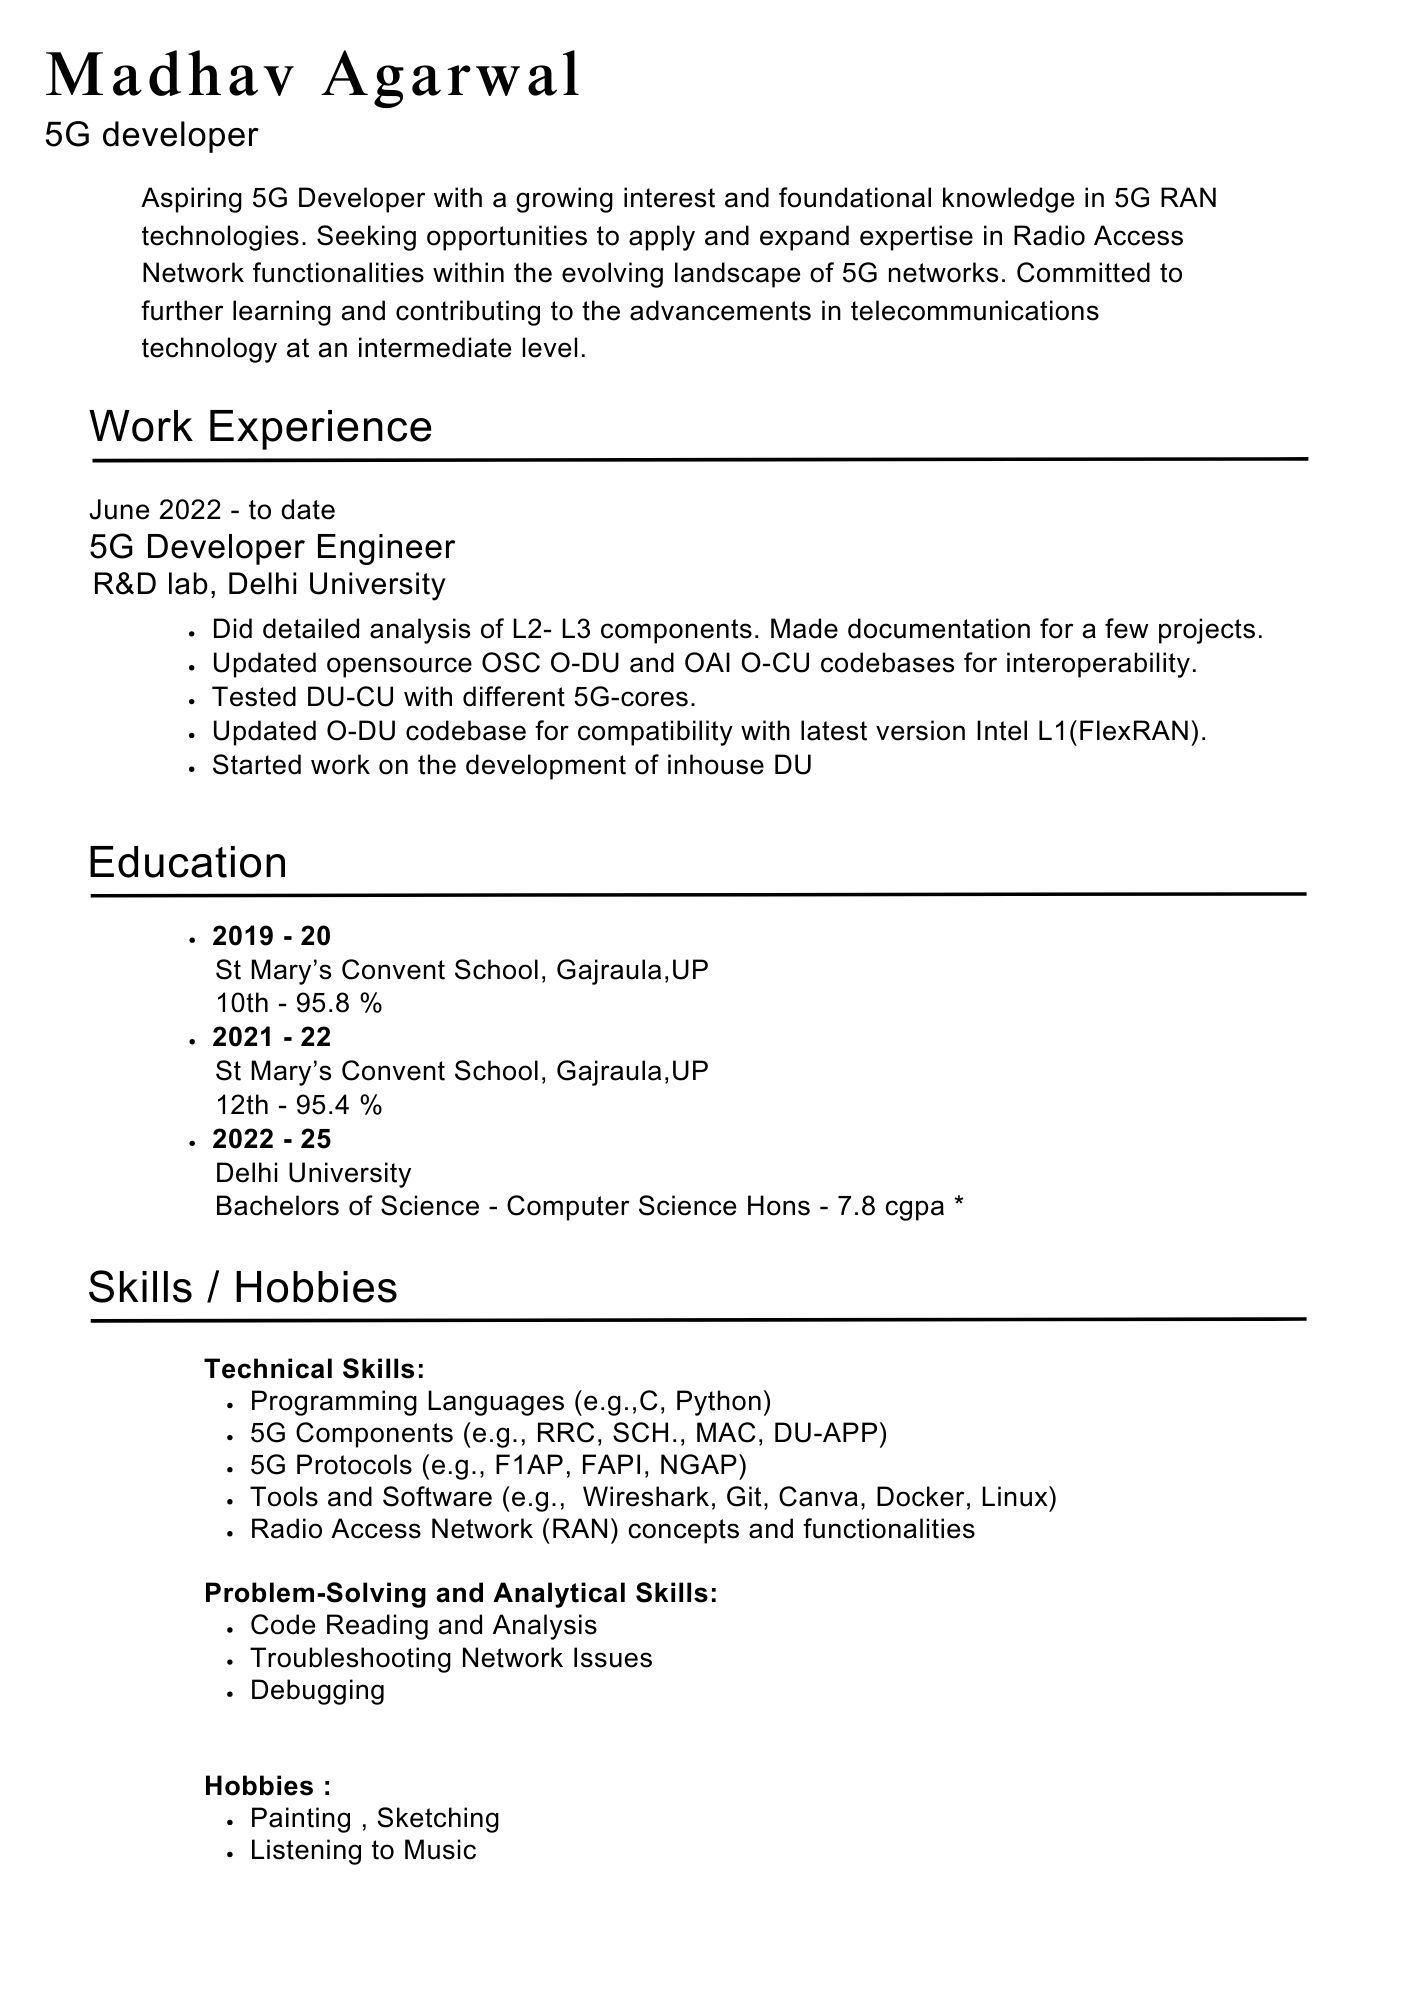 Madhav Agarwal
5G developer
Aspiring 5G Developer with a growing interest and foundational knowledge in 5G RAN
technologies. Seeking opportunities to apply and expand expertise in Radio Access
Network functionalities within the evolving landscape of 5G networks. Committed to
further learning and contributing to the advancements in telecommunications
technology at an intermediate level.
Work Experience
June 2022 - to date
5G Developer Engineer
R&D lab, Delhi University
• Did detailed analysis of L2- L3 components. Made documentation for a few projects.
• Updated opensource OSC O-DU and OAI O-CU codebases for interoperability.
• Tested DU-CU with different 5G-cores.
• Updated O-DU codebase for compatibility with latest version Intel L1(FlexRAN).
• Started work on the development of inhouse DU
Education
• 2019 - 20
St Mary’s Convent School, Gajraula,UP
10th - 95.8 %
• 2021 - 22
St Mary’s Convent School, Gajraula,UP
12th - 95.4 %
• 2022 - 25
Delhi University
Bachelors of Science - Computer Science Hons - 7.8 cgpa *
Skills / Hobbies
Technical Skills:
• Programming Languages (e.g.,C, Python)
• 5G Components (e.g., RRC, SCH., MAC, DU-APP)
• 5G Protocols (e.g., F1AP, FAPI, NGAP)
• Tools and Software (e.g.,  Wireshark, Git, Canva, Docker, Linux)
• Radio Access Network (RAN) concepts and functionalities
Problem-Solving and Analytical Skills:
• Code Reading and Analysis
• Troubleshooting Network Issues
• Debugging
Hobbies :
• Painting , Sketching
• Listening to Music